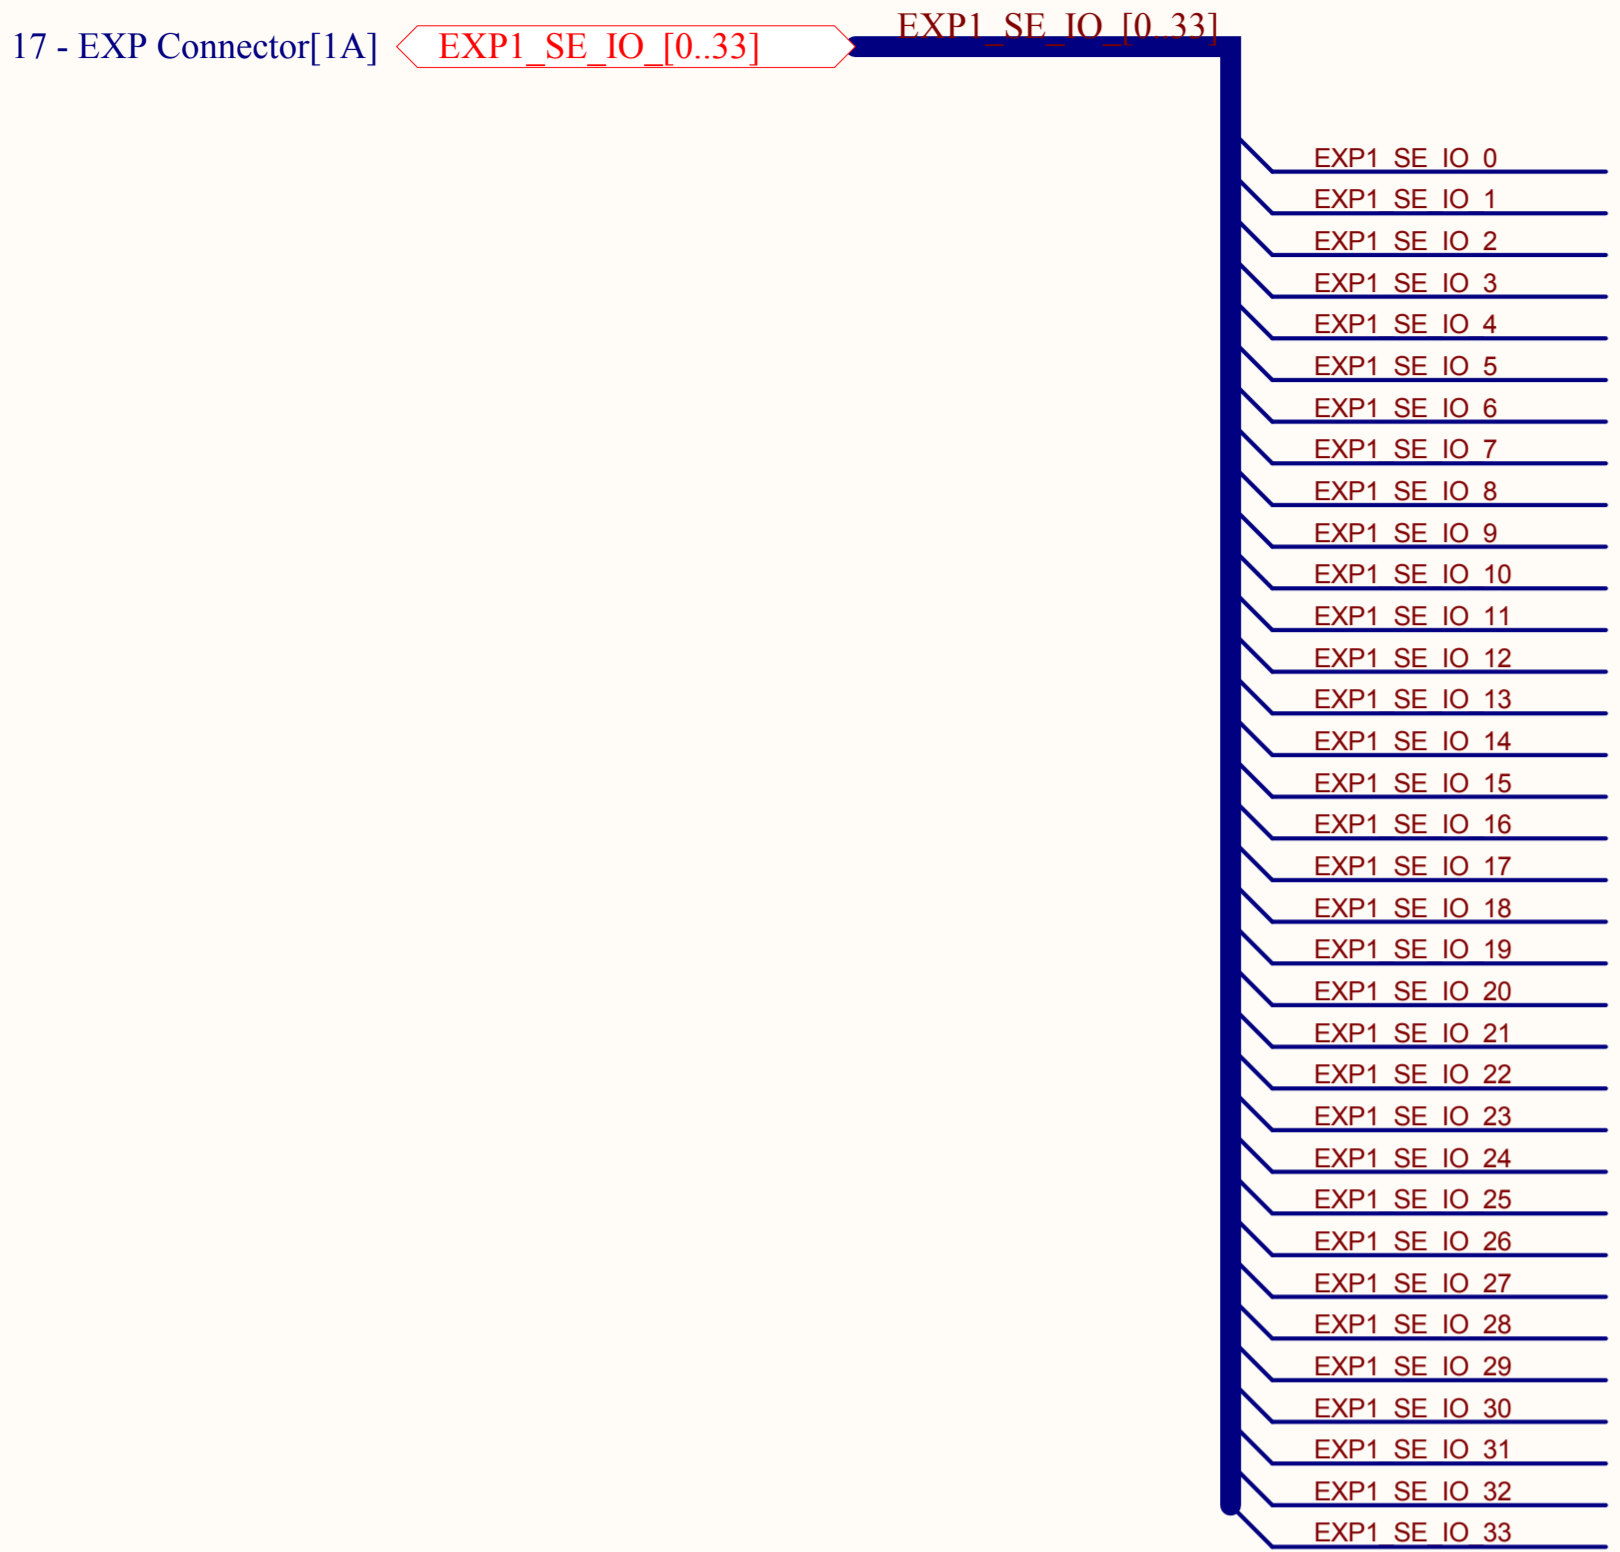 17 - EXP Connector[1A] EXP1_SE_IO_[0..33] EXP1_SE_IO_[0..33]
EXP1_SE_IO_0
EXP1_SE_IO_1
EXP1_SE_IO_2
EXP1_SE_IO_3
EXP1_SE_IO_4
EXP1_SE_IO_5
EXP1_SE_IO_6
EXP1_SE_IO_7
EXP1_SE_IO_8
EXP1_SE_IO_9
EXP1_SE_IO_10
EXP1_SE_IO_11
EXP1_SE_IO_12
EXP1_SE_IO_13
EXP1_SE_IO_14
EXP1_SE_IO_15
EXP1_SE_IO_16
EXP1_SE_IO_17
EXP1_SE_IO_18
EXP1_SE_IO_19
EXP1_SE_IO_20
EXP1_SE_IO_21
EXP1_SE_IO_22
EXP1_SE_IO_23
EXP1_SE_IO_24
EXP1_SE_IO_25
EXP1_SE_IO_26
EXP1_SE_IO_27
EXP1_SE_IO_28
EXP1_SE_IO_29
EXP1_SE_IO_30
EXP1_SE_IO_31
EXP1_SE_IO_32
EXP1_SE_IO_33